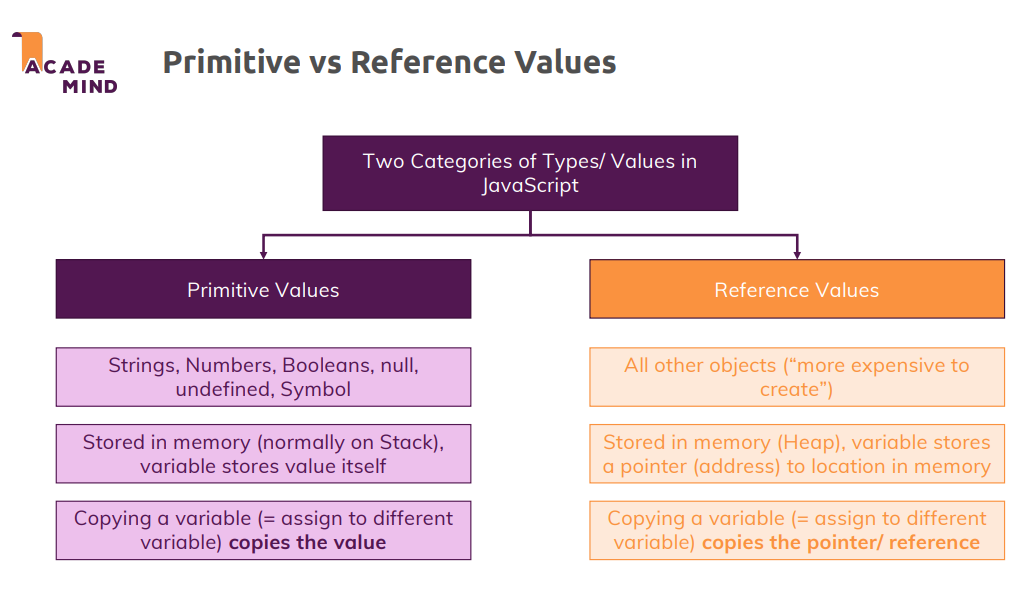 ACADE
MIND
Primitive vs Reference Values
Two Categories of Types/ Values in
JavaScript
Primitive Values
Reference Values
Strings, Numbers, Booleans, null,
undefined, Symbol
All other objects (“more expensive to
create”)
Stored in memory (normally on Stack),
variable stores value itself
Stored in memory (Heap), variable stores
a pointer (address) to location in memory
Copying a variable (= assign to different
variable) copies the value
Copying a variable (= assign to different
variable) copies the pointer/ reference